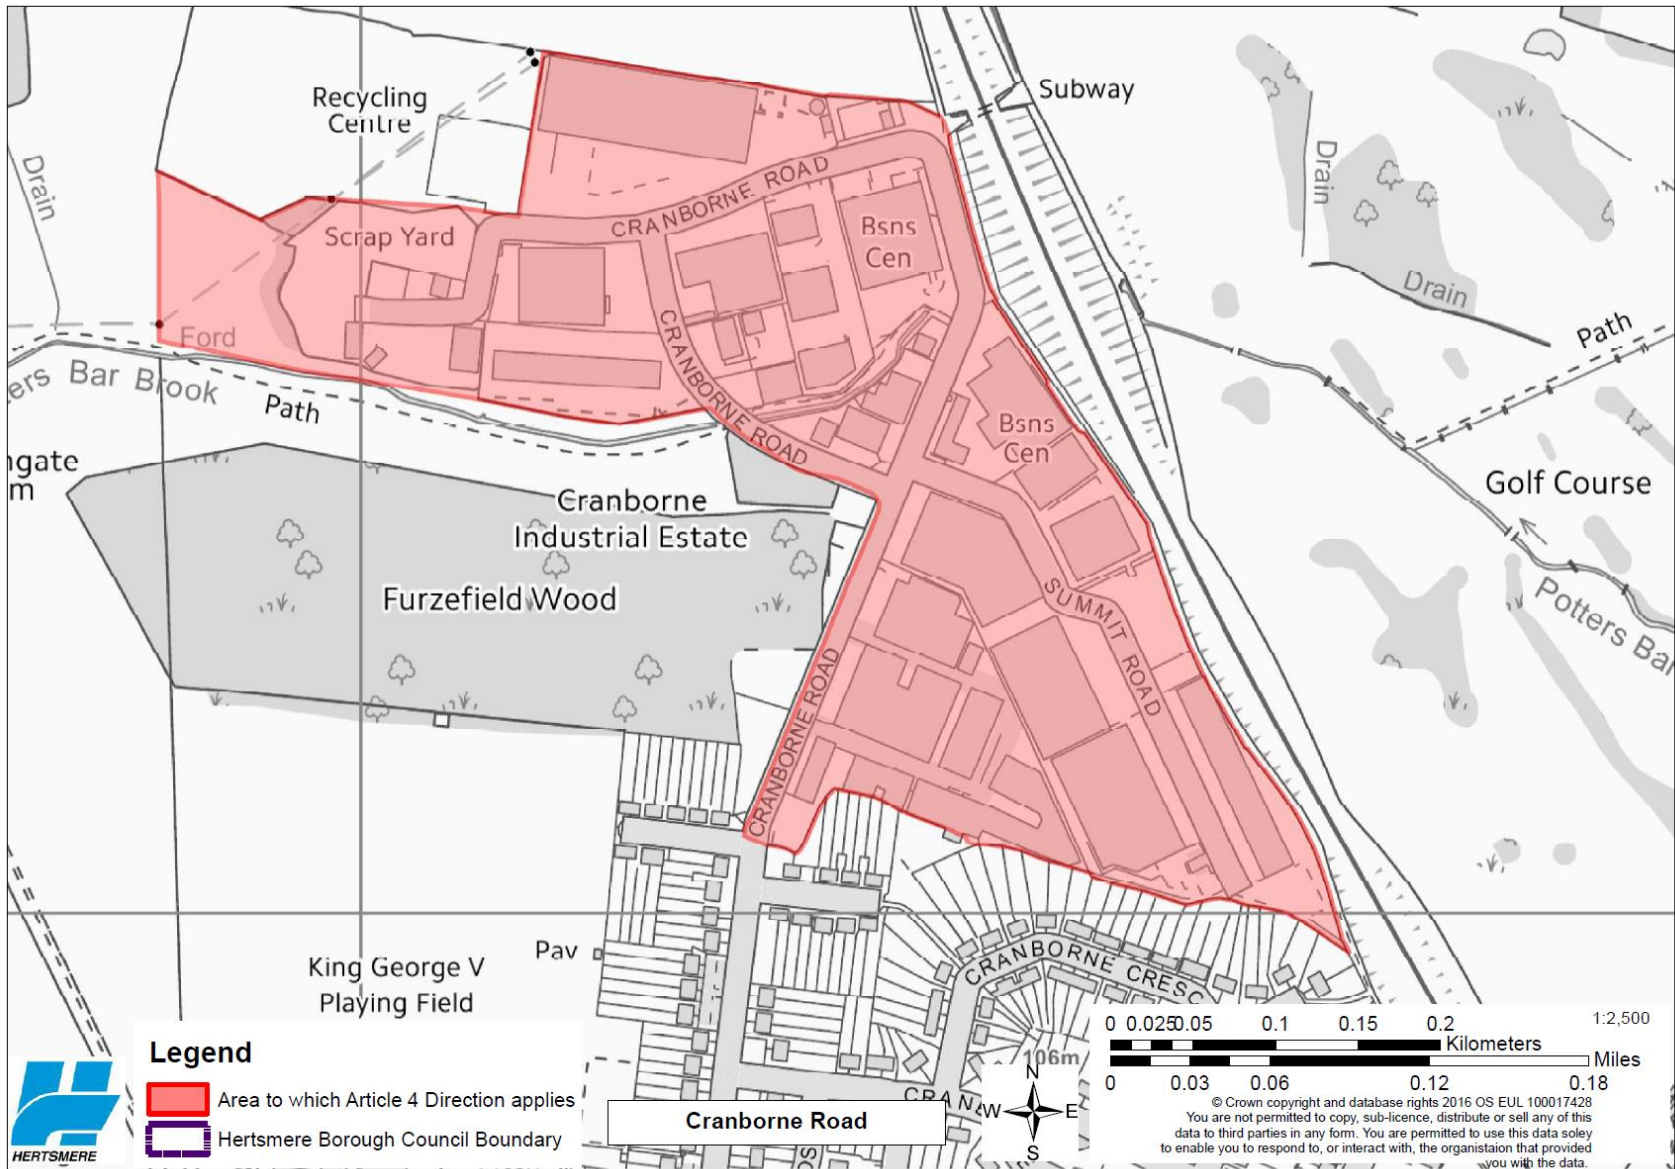 Subway
Recycling
Centre
Drain
Drain
CRANBORNE ROAD
Scrap Yard
Bsns
Cen
Drain
Ford
Path
ers Bar Brook
Path
CRANBORNE ROAD
Bsns
Cen
ngate
m
Cranborne
Industrial Estate
Golf Course
Furzefield Wood
SUMMIT ROAD
Potters Bar
CRANBORNE ROAD
Pav
King George V
Playing Field
CRANBORNE CRESC
106m
CRAN
Legend
Area to which Article 4 Direction applies
Hertsmere Borough Council Boundary
HERTSMERE
Cranborne Road
N
W E
S
0 0.025 0.05 0.1 0.15 0.2
Kilometers
1:2,500
Miles
0 0.03 0.06 0.12 0.18
© Crown copyright and database rights 2016 OS EUL 100017428
You are not permitted to copy, sub-licence, distribute or sell any of this
data to third parties in any form. You are permitted to use this data soley
to enable you to respond to, or interact with, the organistaion that provided
you with the data.